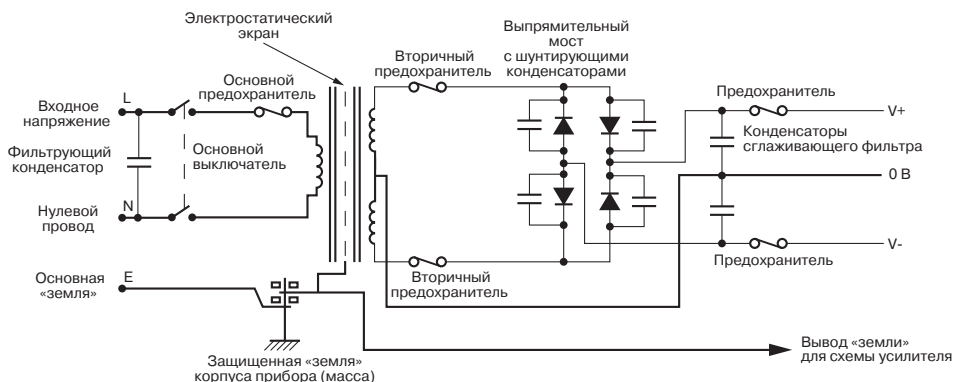 Электростатический
экран
Вторичный
предохранитель
Выпрямительный
мост
с шунтирующими
конденсаторами
Основной
предохранитель
Предохранитель
Входное
напряжение
L
V+
Конденсаторы
сглаживающего фильтра
Фильтрующий
конденсатор
Основной
выключатель
0 В
Нулевой
провод
N
V-
Предохранитель
Основная
«земля»
E
Вторичный
предохранитель
Защищенная «земля»
корпуса прибора (масса)
Вывод «земли»
для схемы усилителя